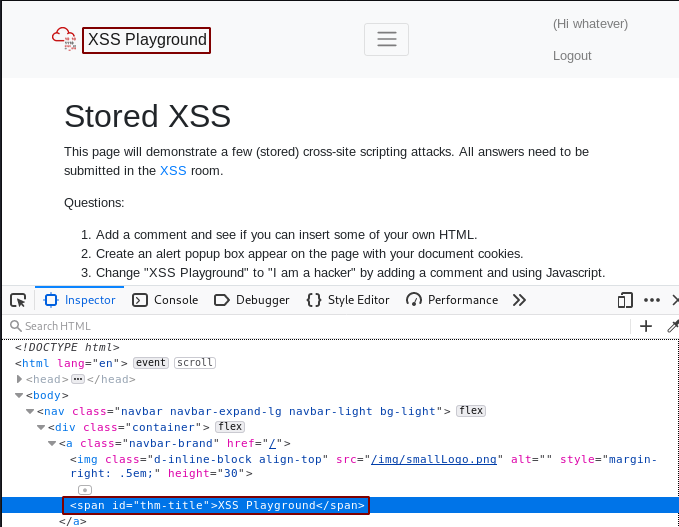 XSS Playground
(Hi whatever)
Logout
Stored XSS
This page will demonstrate a few (stored) cross-site scripting attacks. All answers need to be
submitted in the XSS room.
Questions:
1. Add a comment and see if you can insert some of your own HTML.
2. Create an alert popup box appear on the page with your document cookies.
3. Change "XSS Playground" to "I am a hacker" by adding a comment and using Javascript.
Inspector Console Debugger Style Editor Performance
Search HTML
<!DOCTYPE html>
<html lang="en"> event scroll
<head> ••• </head>
<body>
<nav class="navbar navbar-expand-lg navbar-light bg-light"> flex
<div class="container"> flex
<a class="navbar-brand" href="/">
<img class="d-inline-block align-top" src="/img/smallLogo.png" alt="" style="margin-
right: .5em;" height="30">
<span id="thm-title">XSS Playground</span>
</a>